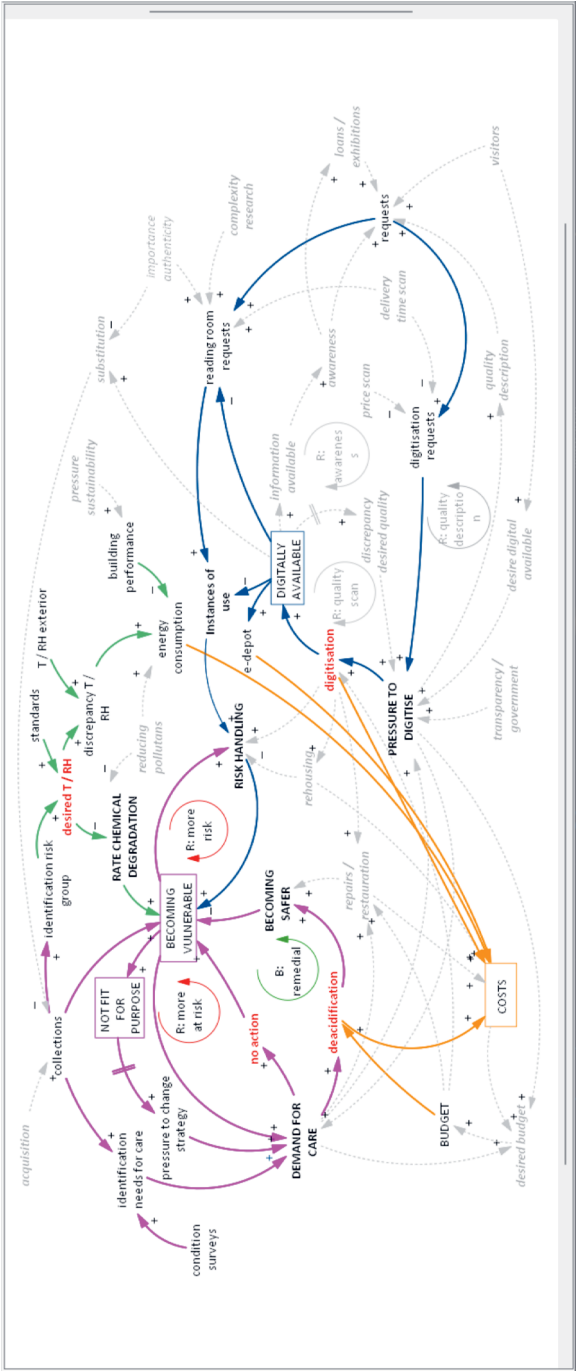 loans /
exhibitions
visitors
complexity
research
importance
authenticity
requests
delivery
time scan
reading room
requests
substitution
awareness
quality
description
price scan
digitisation
requests
information
available
R:
awarenes
s
pressure
sustainability
discrepancy
desired quality
R: quality
descriptio
n
desire digital
available
building
performance
DIGITALLY
AVAILABLE
Instances of
use
R: quality
scan
T / RH exterior
energy
consumption
e-depot
digitisation
standards
discrepancy T /
RH
PRESSURE TO
DIGITISE
transparency /
government
reducing
pollutans
RISK HANDLING
rehousing
desired T / RH
RATE CHEMICAL
DEGRADATION
R: more
risk
identification risk
group
BECOMING
VULNERABLE
BECOMING
SAFER
repairs /
restauration
NOT FIT
FOR
PURPOSE
R: more
at risk
B:
remedial
COSTS
collections
no action
deacidification
acquisition
pressure to change
strategy
identification
needs for care
DEMAND FOR
CARE
BUDGET
desired budget
condition
surveys